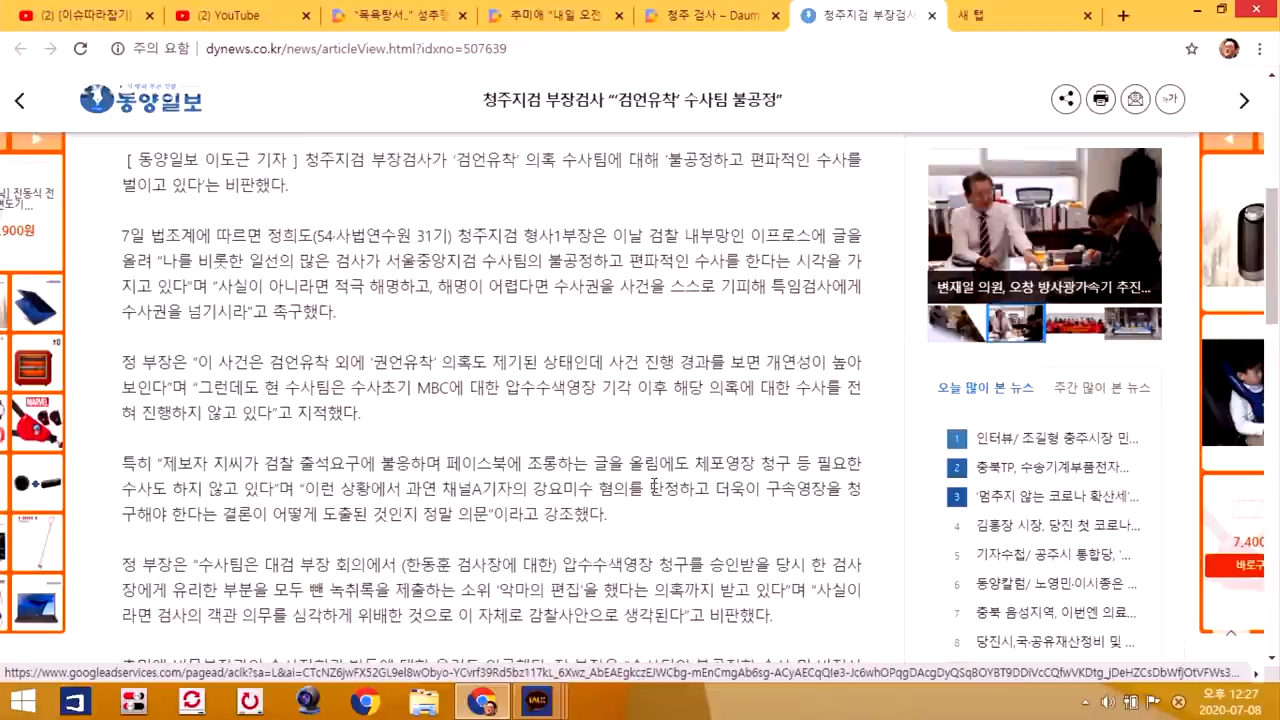 (2) [이슈따라잡기]
(2) YouTube
"목욕탕서.." 성추형
추미애 "내일 오전
청주 검사 – Daum
청주지검 부장검사
새 탭
주의 요함
dynews.co.kr/news/articleView.html?idxno=507639
동양일보
청주지검 부장검사 “‘검언유착’ 수사팀 불공정”
가
[ 동양일보 이도근 기자 ] 청주지검 부장검사가 ‘검언유착’ 의혹 수사팀에 대해 ‘불공정하고 편파적인 수사를
벌이고 있다’는 비판했다.
7일 법조계에 따르면 정희도(54·사법연수원 31기) 청주지검 형사1부장은 이날 검찰 내부망인 이프로스에 글을
올려 “나를 비롯한 일선의 많은 검사가 서울중앙지검 수사팀의 불공정하고 편파적인 수사를 한다는 시각을 가
지고 있다”며 “사실이 아니라면 적극 해명하고, 해명이 어렵다면 수사권을 사건을 스스로 기피해 특임검사에게
수사권을 넘기시라”고 촉구했다.
정 부장은 “이 사건은 검언유착 외에 ‘권언유착’ 의혹도 제기된 상태인데 사건 진행 경과를 보면 개연성이 높아
보인다”며 “그런데도 현 수사팀은 수사초기 MBC에 대한 압수수색영장 기각 이후 해당 의혹에 대한 수사를 전
혀 진행하지 않고 있다”고 지적했다.
특히 “제보자 지씨가 검찰 출석요구에 불응하며 페이스북에 조롱하는 글을 올림에도 체포영장 청구 등 필요한
수사도 하지 않고 있다”며 “이런 상황에서 과연 채널A기자의 강요미수 혐의를 단정하고 더욱이 구속영장을 청
구해야 한다는 결론이 어떻게 도출된 것인지 정말 의문”이라고 강조했다.
정 부장은 “수사팀은 대검 부장 회의에서 (한동훈 검사장에 대한) 압수수색영장 청구를 승인받을 당시 한 검사
장에게 유리한 부분을 모두 뺀 녹취록을 제출하는 소위 ‘악마의 편집’을 했다는 의혹까지 받고 있다”며 “사실이
라면 검사의 객관 의무를 심각하게 위배한 것으로 이 자체로 감찰사안으로 생각된다”고 비판했다.
변재일 의원, 오창 방사광가속기 추진...
오늘 많이 본 뉴스
주간 많이 본 뉴스
1 인터뷰/ 조길형 충주시장 민...
2 충북TP, 수송기계부품전자...
3 ‘멈추지 않는 코로나 확산세’...
4 김홍장 시장, 당진 첫 코로나...
5 기자수첩/ 공주시 통합당, ‘...
6 동양칼럼/ 노영민·이시종은 ...
7 충북 음성지역, 이번엔 의료...
8 당진시,국·공유재산정비 및 ...
전동식 전
면도기...
,900원
±0
MARVEL
7,400
바로구
오후 12:27
2020-07-08